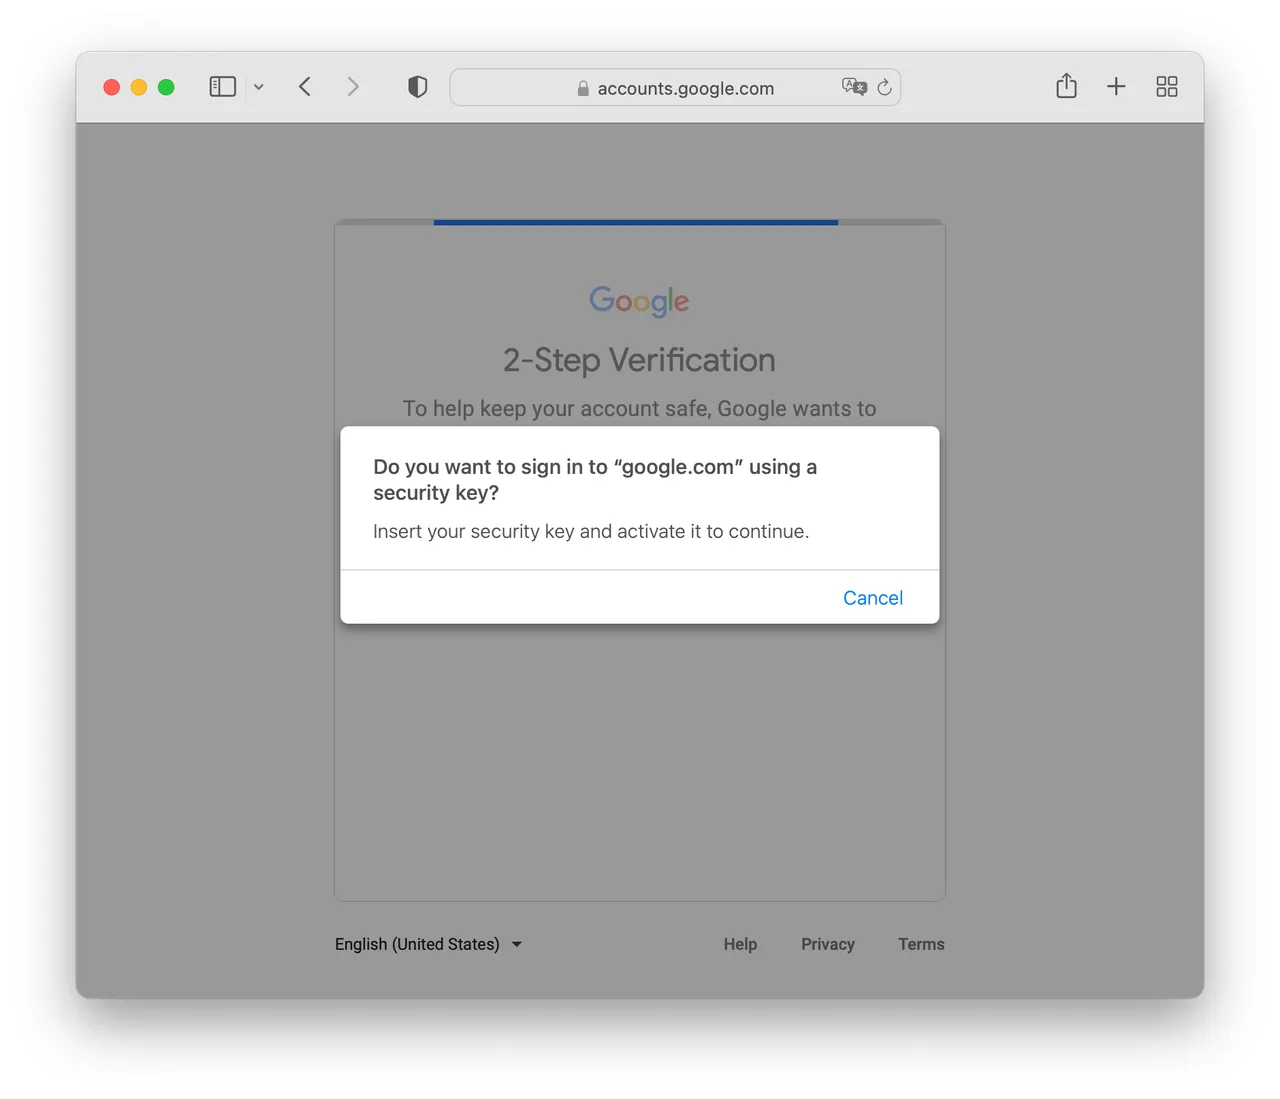 accounts.google.com
Google
2-Step Verification
To help keep your account safe, Google wants to
Do you want to sign in to “google.com” using a
security key?
Insert your security key and activate it to continue.
Cancel
English (United States)
Help
Privacy
Terms